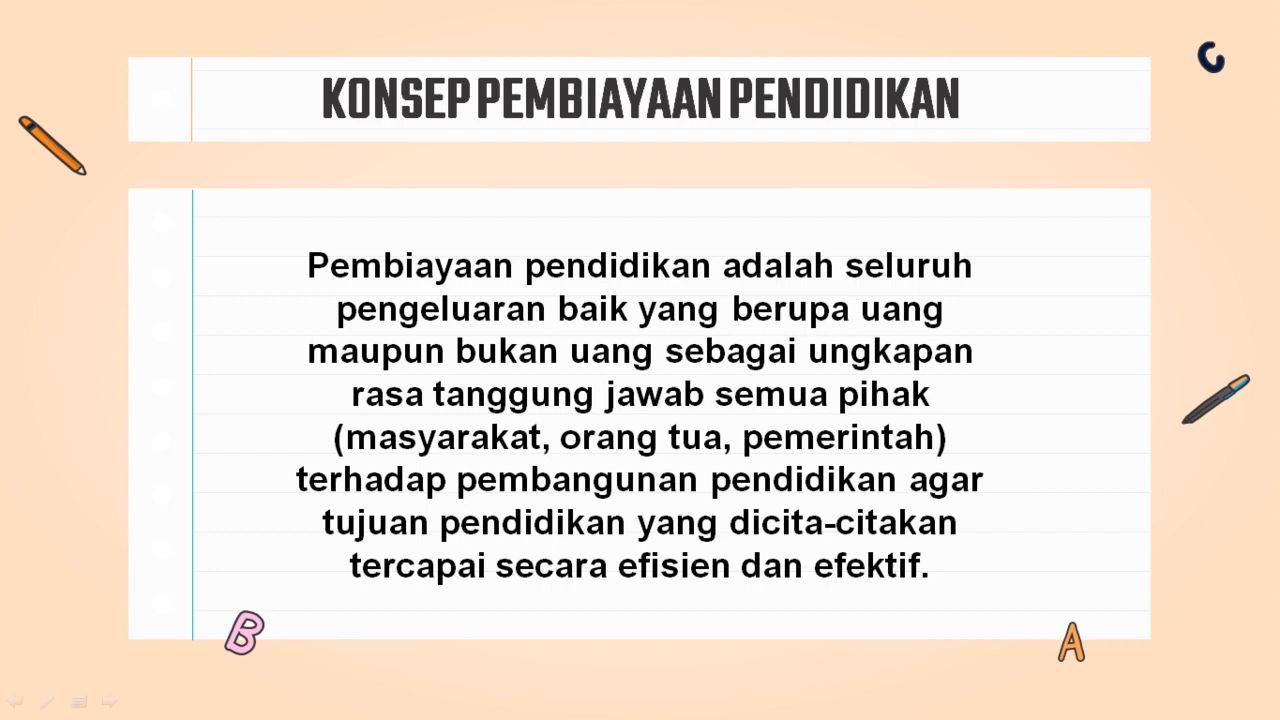 KONSEP PEMBIAYAAN PENDIDIKAN
Pembiayaan pendidikan adalah seluruh
pengeluaran baik yang berupa uang
maupun bukan uang sebagai ungkapan
rasa tanggung jawab semua pihak
(masyarakat, orang tua, pemerintah)
terhadap pembangunan pendidikan agar
tujuan pendidikan yang dicita-citakan
tercapai secara efisien dan efektif.
B
A